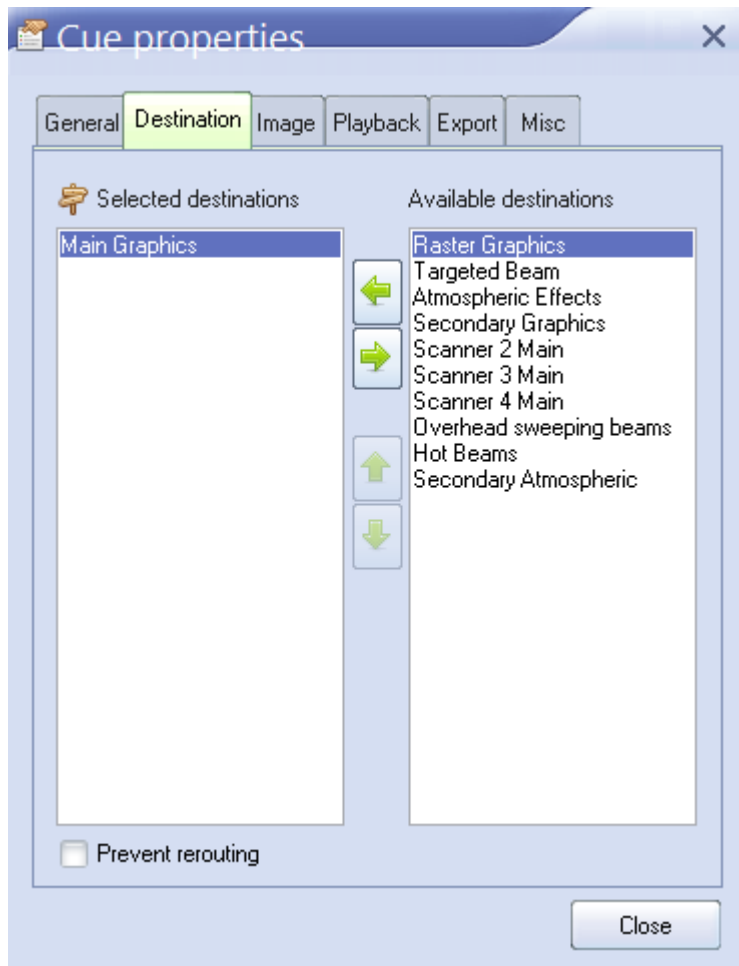 Cue properties
General Destination Image Playback Export Misc
Selected destinations
Main Graphics
Available destinations
Raster Graphics
Targeted Beam
Atmospheric Effects
Secondary Graphics
Scanner 2 Main
Scanner 3 Main
Scanner 4 Main
Overhead sweeping beams
Hot Beams
Secondary Atmospheric
Prevent rerouting
Close